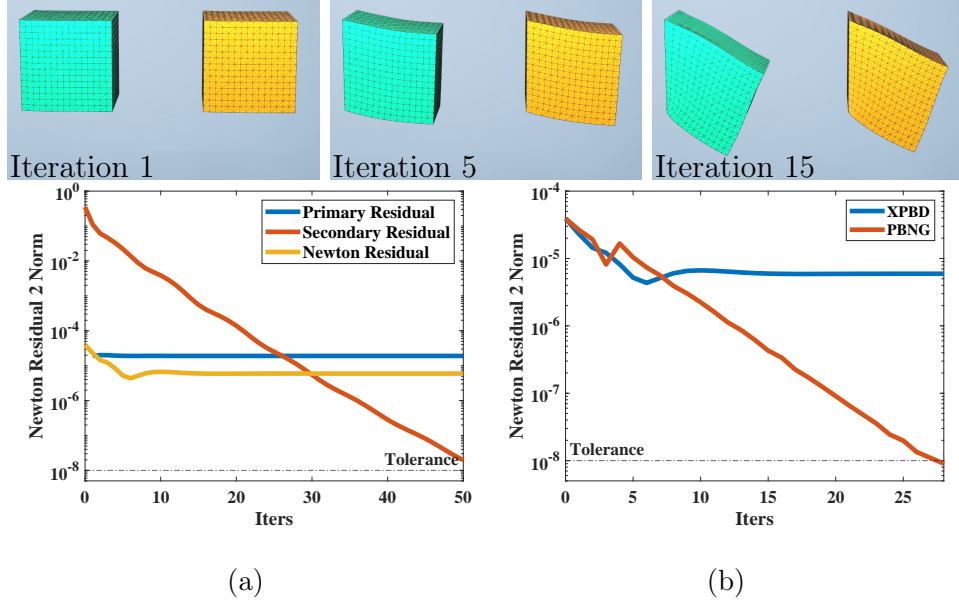 Iteration 1
Iteration 5
Iteration 15
10^0
10^-2
10^-4
10^-6
10^-8
Newton Residual 2 Norm
Primary Residual
Secondary Residual
Newton Residual
Tolerance
0 10 20 30 40 50
Iters
(a)
10^-4
10^-5
10^-6
10^-7
10^-8
Newton Residual 2 Norm
XPBD
PBNG
Tolerance
0 5 10 15 20 25
Iters
(b)